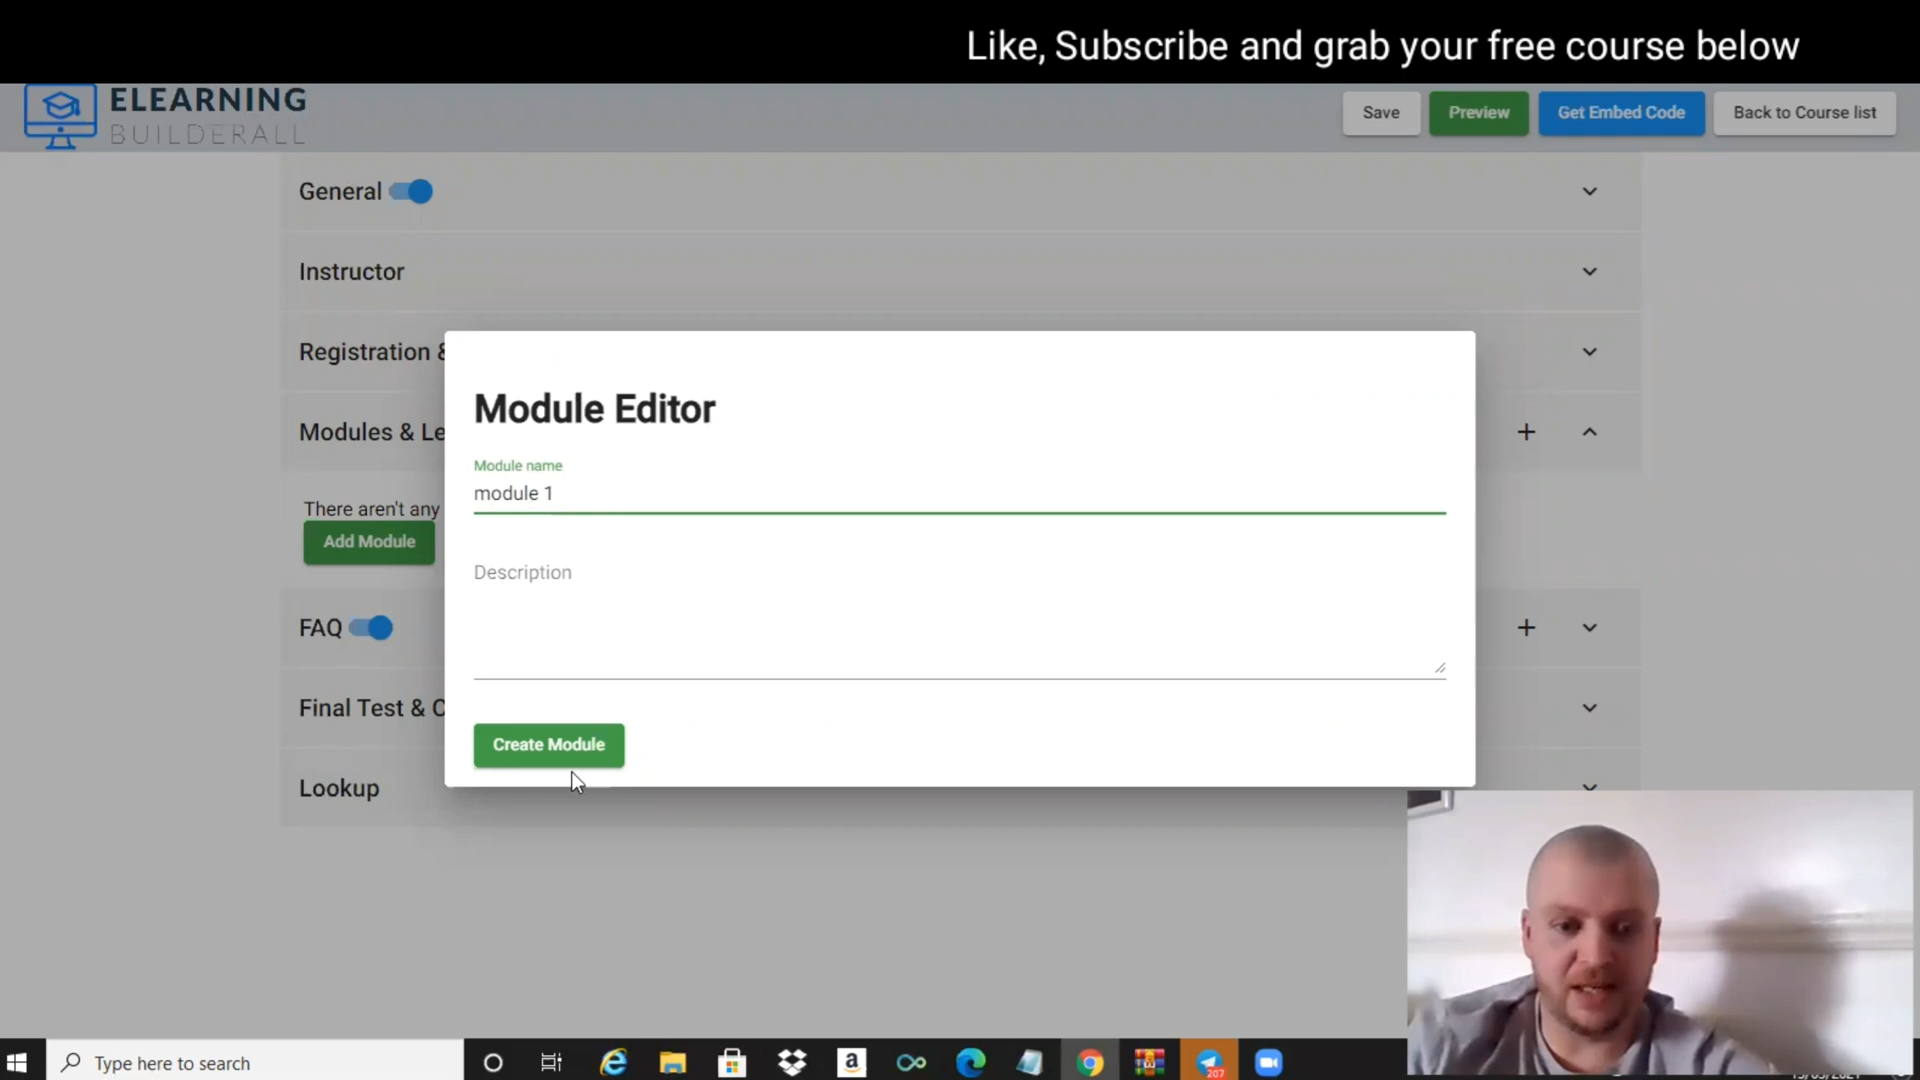 Like, Subscribe and grab your free course below
ELEARNING
BUILDERALL
Save
Preview
Get Embed Code
Back to Course list
General
Instructor
Registration &
Modules & Le
There aren't any
Add Module
Module Editor
Module name
module 1
Description
Create Module
FAQ
Final Test & C
Lookup
Type here to search
207